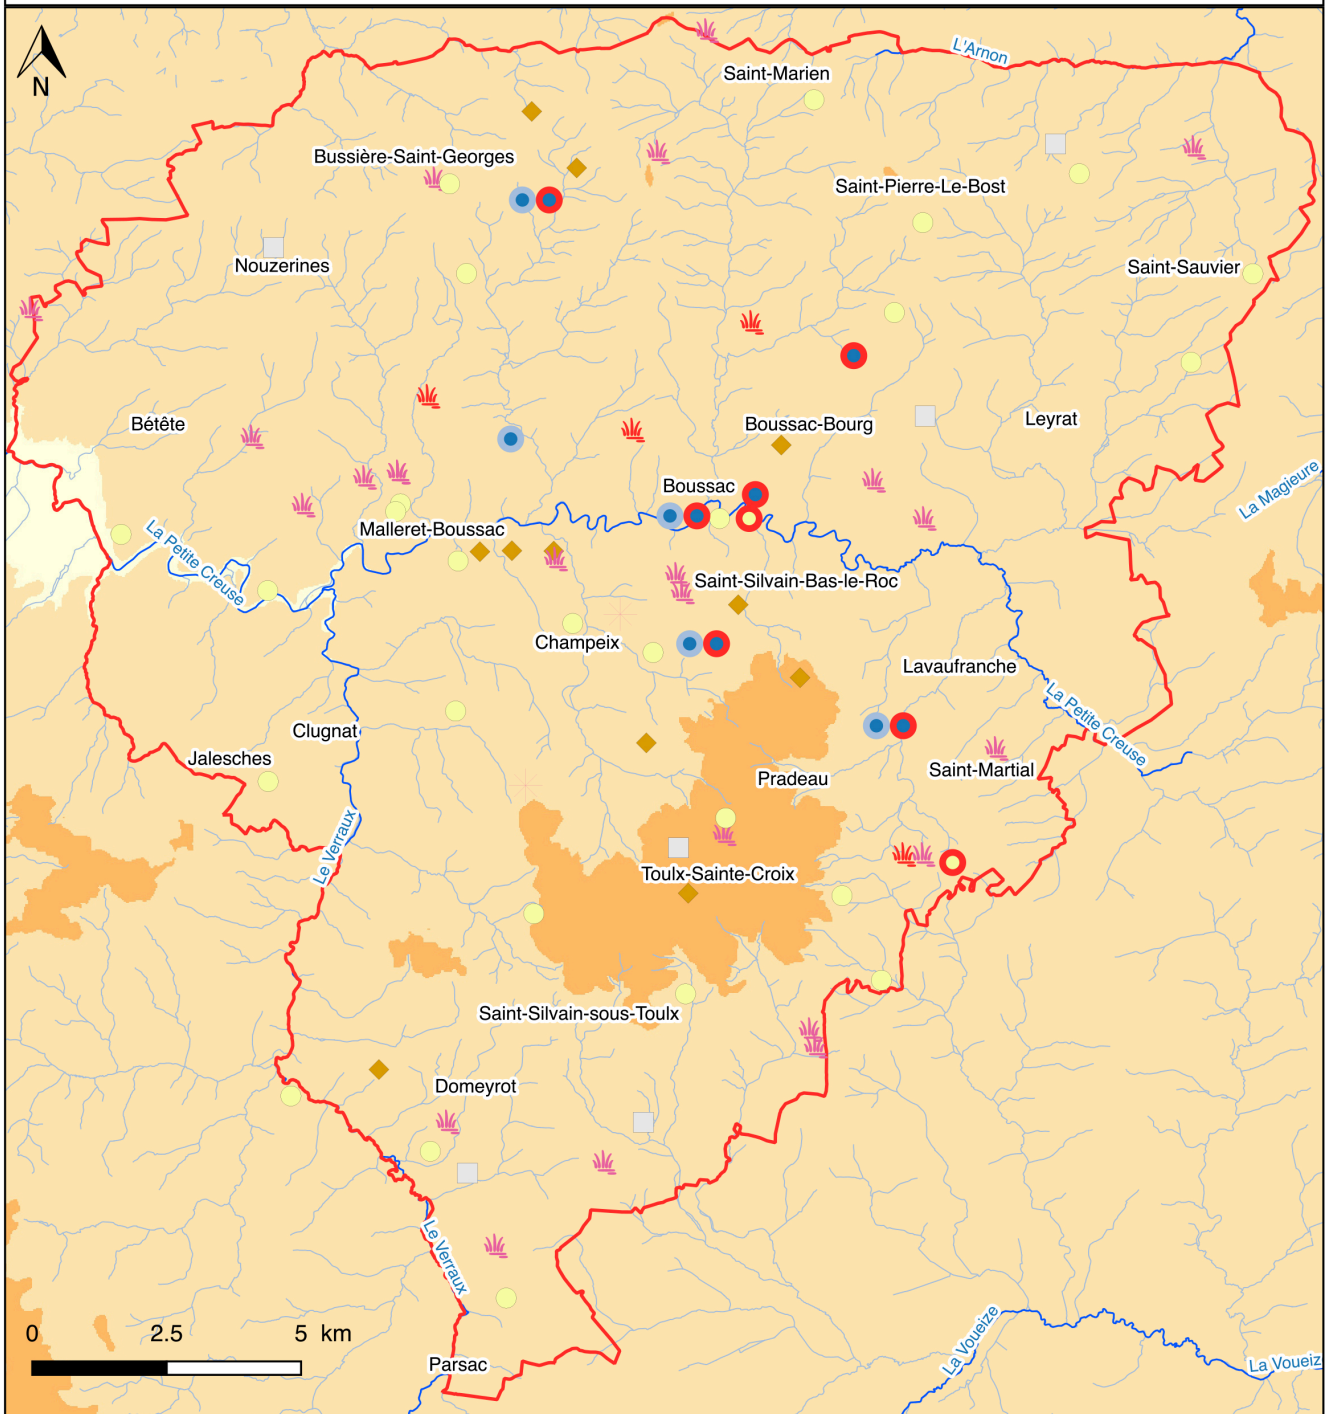 L'Arnon
N
Saint-Marien
Bussière-Saint-Georges
Saint-Pierre-Le-Bost
Nouzerines
Saint-Sauvier
Bétête
Boussac-Bourg
Leyrat
Boussac
La Magieure
Malleret-Boussac
La Petite Creuse
Saint-Silvain-Bas-le-Roc
Champeix
Lavaufranche
La Petite Creuse
Clugnat
Jalesches
Saint-Martial
Pradeau
Le Verraux
Toulx-Sainte-Croix
Saint-Silvain-sous-Toulx
Domeyrot
Le Verraux
La Voueize
0 2.5 5 km
Parsac
La Voueiz